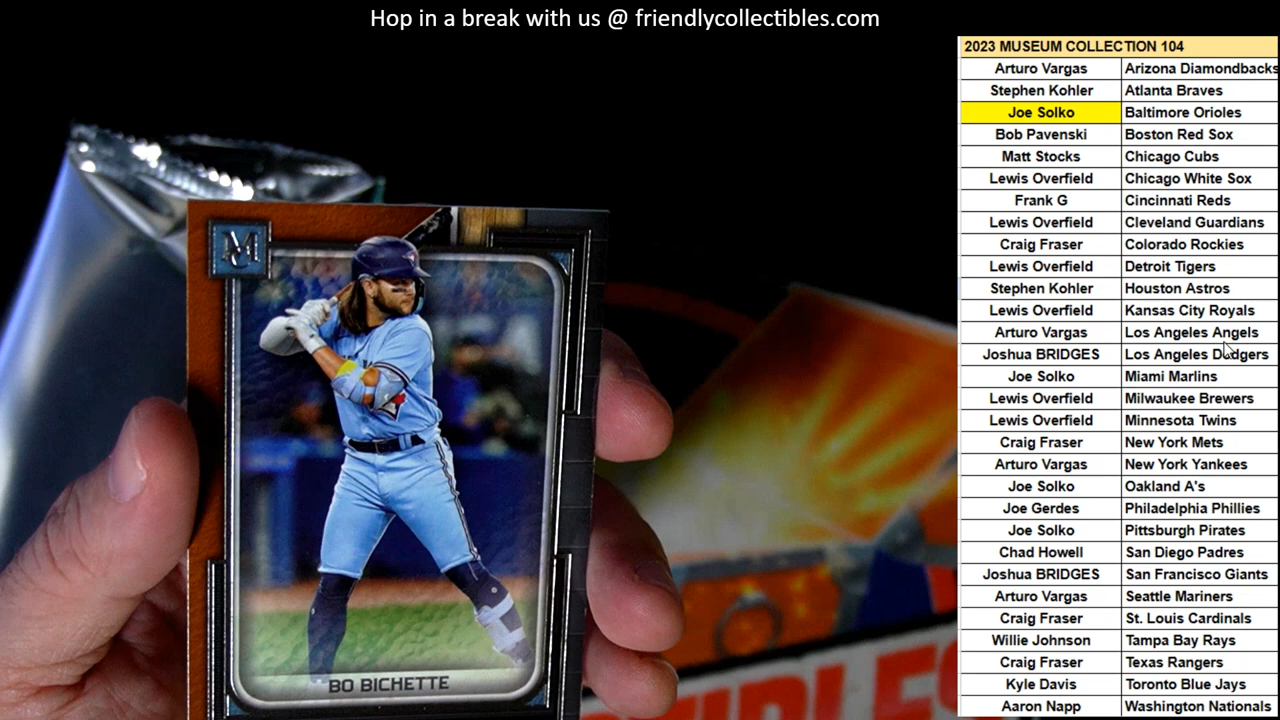 Hop in a break with us @ friendlycollectibles.com
2023 MUSEUM COLLECTION 104
Arturo Vargas Arizona Diamondbacks
Stephen Kohler Atlanta Braves
Joe Solko Baltimore Orioles
Bob Pavenski Boston Red Sox
Matt Stocks Chicago Cubs
Lewis Overfield Chicago White Sox
Frank G Cincinnati Reds
Lewis Overfield Cleveland Guardians
Craig Fraser Colorado Rockies
Lewis Overfield Detroit Tigers
Stephen Kohler Houston Astros
Lewis Overfield Kansas City Royals
Arturo Vargas Los Angeles Angels
Joshua BRIDGES Los Angeles Dodgers
Joe Solko Miami Marlins
Lewis Overfield Milwaukee Brewers
Lewis Overfield Minnesota Twins
Craig Fraser New York Mets
Arturo Vargas New York Yankees
Joe Solko Oakland A's
Joe Gerdes Philadelphia Phillies
Joe Solko Pittsburgh Pirates
Chad Howell San Diego Padres
Joshua BRIDGES San Francisco Giants
Arturo Vargas Seattle Mariners
Craig Fraser St. Louis Cardinals
Willie Johnson Tampa Bay Rays
Craig Fraser Texas Rangers
Kyle Davis Toronto Blue Jays
Aaron Napp Washington Nationals
M
BO BICHETTE